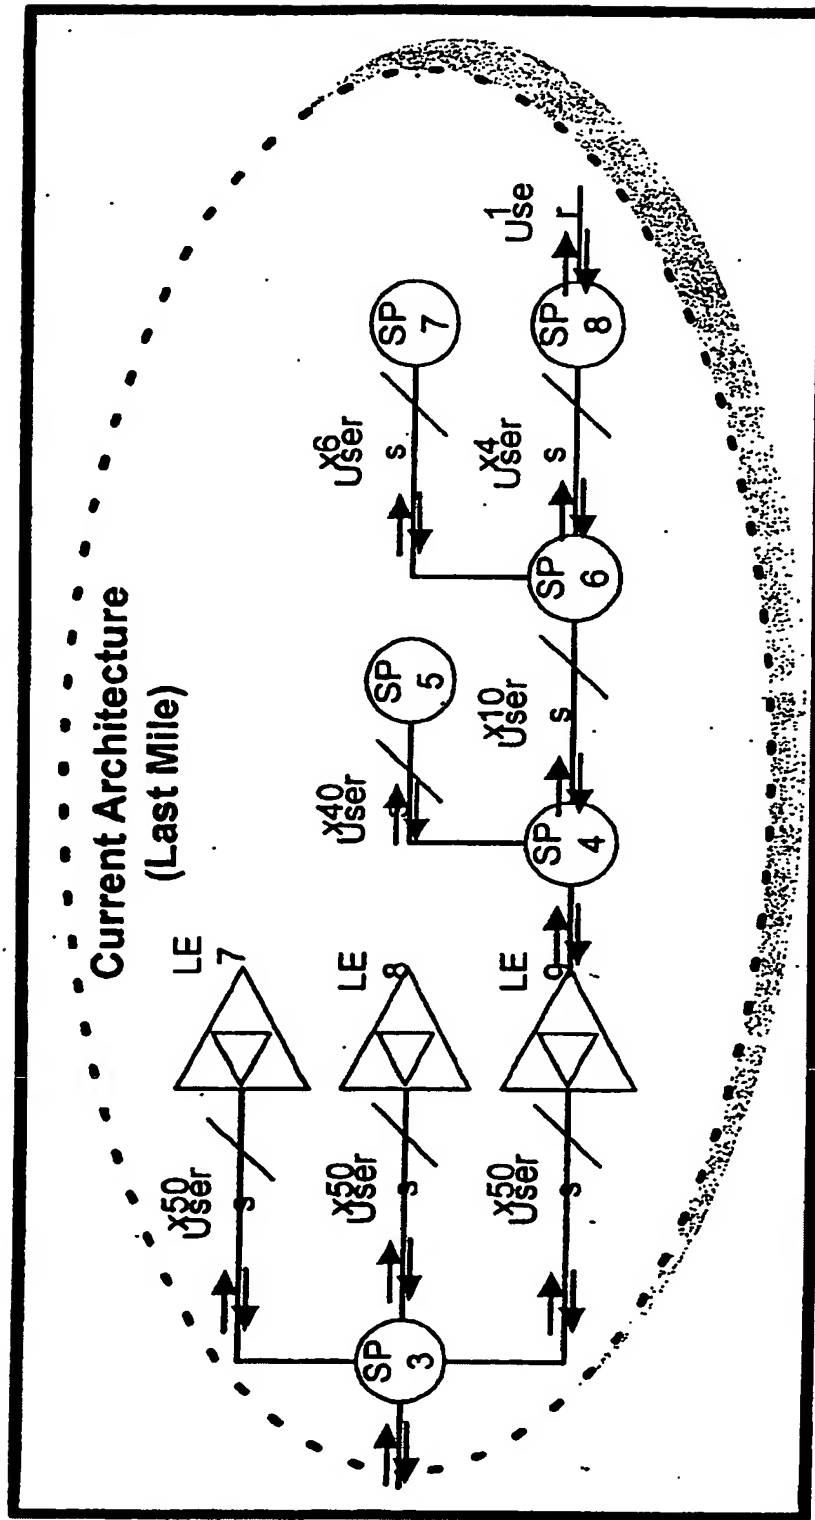 Current Architecture
(Last Mile)
LE
7
x50
User
s
LE
8
x50
User
s
LE
9
x50
User
s
SP
3
SP
4
x40
User
SP
5
x10
User
s
SP
6
x6
User
s
SP
7
x4
User
s
SP
8
1
Use
r